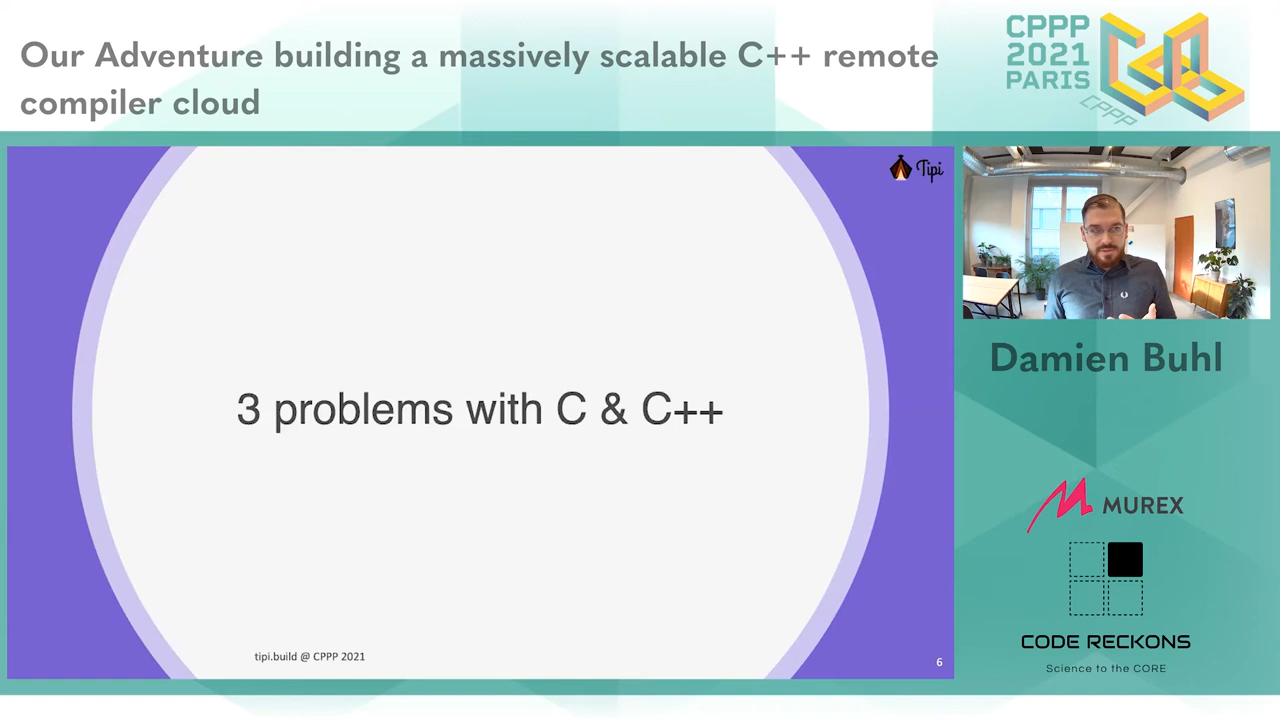 Our Adventure building a massively scalable C++ remote
compiler cloud
CPPP
2021
PARIS
CPPP
Tipi
3 problems with C & C++
tipi.build @ CPPP 2021
6
Damien Buhl
MUREX
CODE RECKONS
Science to the CORE